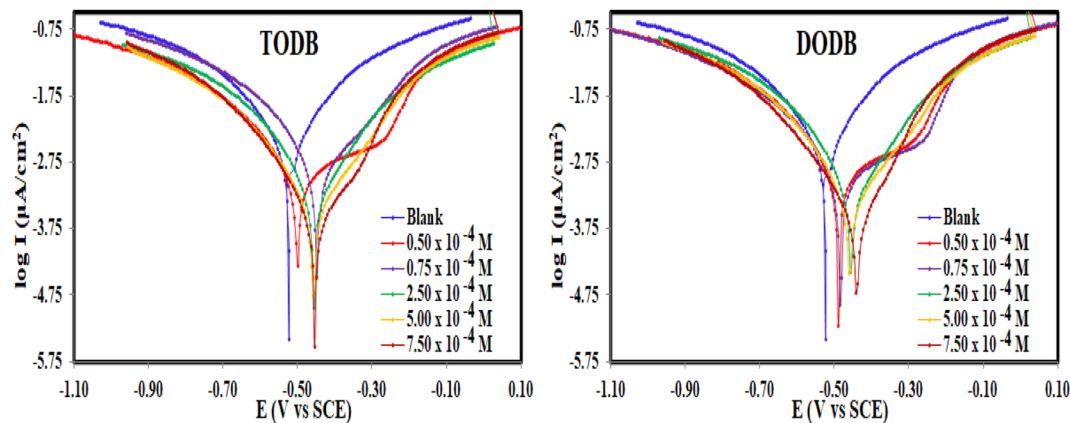 TODB
log I (µA/cm²)
-0.75
-1.75
-2.75
-3.75
-4.75
-5.75
Blank
0.50 x 10 -4 M
0.75 x 10 -4 M
2.50 x 10 -4 M
5.00 x 10 -4 M
7.50 x 10 -4 M
-1.10 -0.90 -0.70 -0.50 -0.30 -0.10 0.10
E (V vs SCE)
DODB
log I (µA/cm²)
-0.75
-1.75
-2.75
-3.75
-4.75
-5.75
Blank
0.50 x 10 -4 M
0.75 x 10 -4 M
2.50 x 10 -4 M
5.00 x 10 -4 M
7.50 x 10 -4 M
-1.10 -0.90 -0.70 -0.50 -0.30 -0.10 0.10
E (V vs SCE)